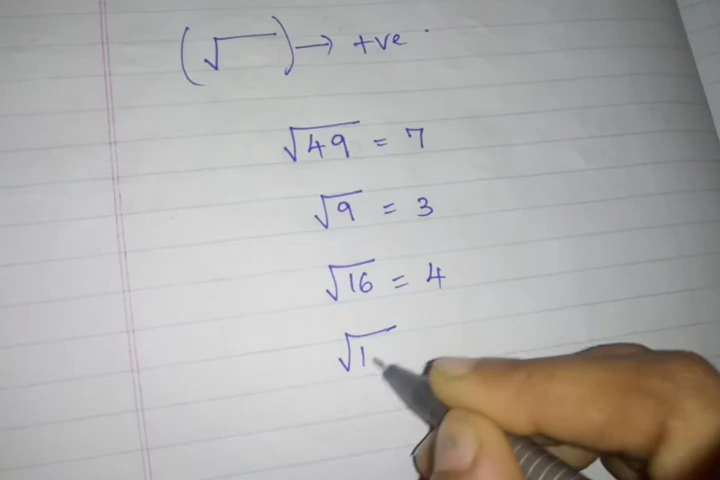 (√ ) → +ve
√49 = 7
√9 = 3
√16 = 4
√1